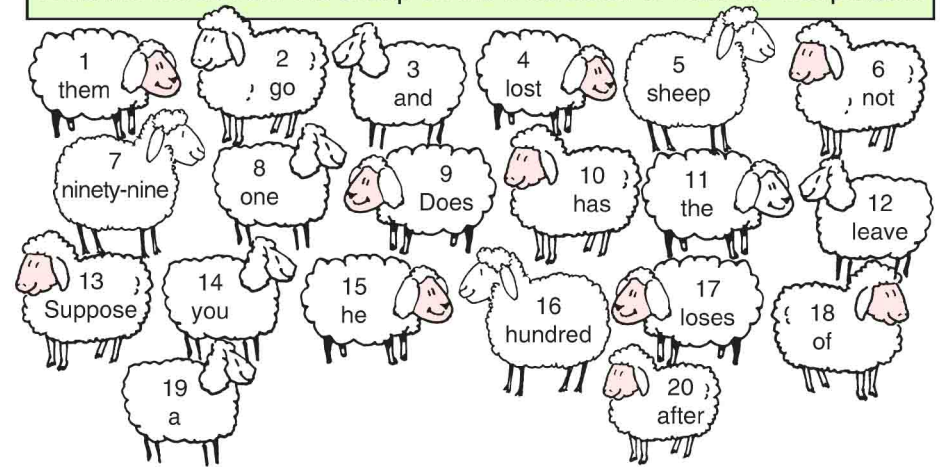 1
them
2
go
3
and
4
lost
5
sheep
6
not
7
ninety-nine
8
one
9
Does
10
has
11
the
12
leave
13
Suppose
14
you
15
he
16
hundred
17
loses
18
of
19
a
20
after